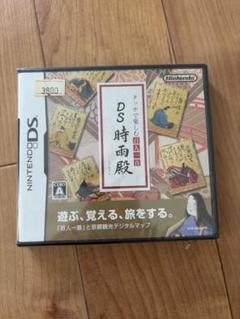 3800
Nintendo
NINTENDO DS
タッチで楽しむ百人一首
DS時雨殿
A
遊ぶ、覚える、旅をする。
「百人一首」と京都観光デジタルマップ